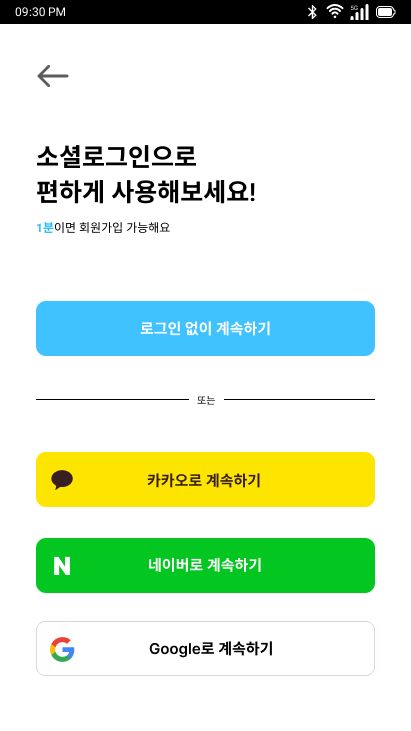 09:30 PM
5G
소셜로그인으로
편하게 사용해보세요!
1분이면 회원가입 가능해요
로그인 없이 계속하기
또는
카카오로 계속하기
N 네이버로 계속하기
G Google로 계속하기